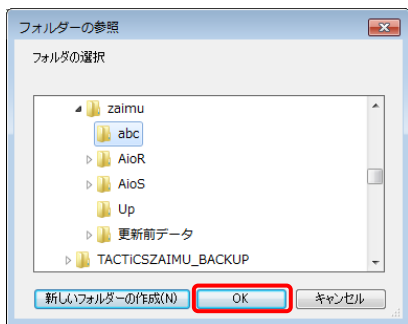 フォルダーの参照
フォルダの選択
zaimu
abc
AioR
AioS
Up
更新前データ
TACTiCSZAIMU_BACKUP
新しいフォルダーの作成(N) OK キャンセル